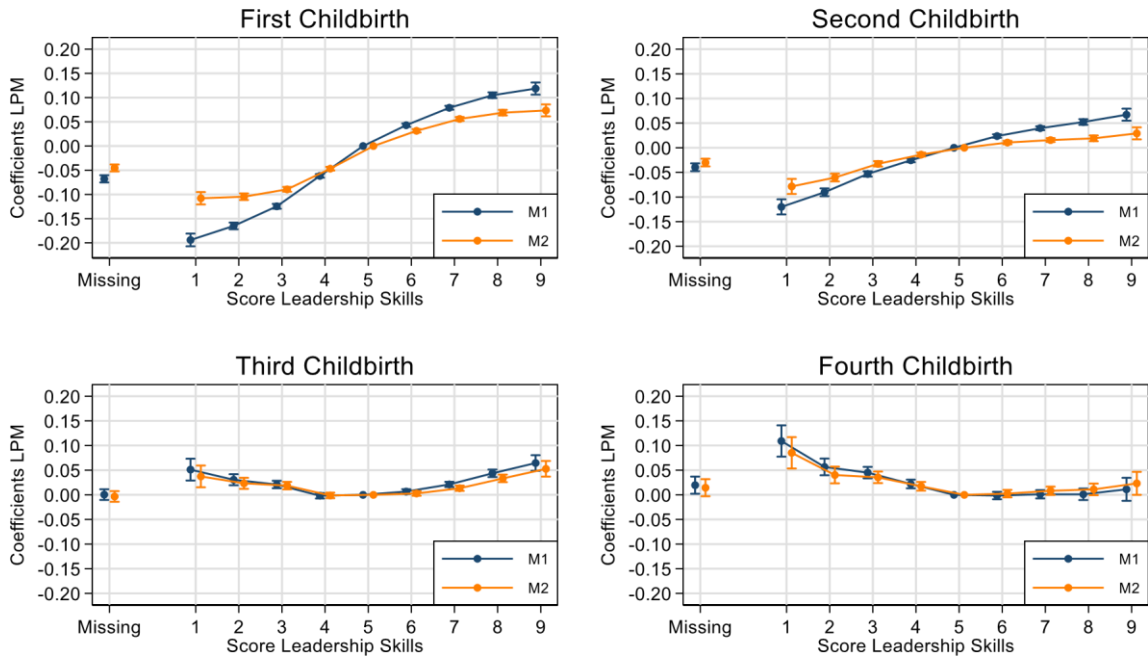 First Childbirth
Coefficients LPM
0.20
0.15
0.10
0.05
-0.00
-0.05
-0.10
-0.15
-0.20
M1
M2
Missing 1 2 3 4 5 6 7 8 9
Score Leadership Skills
Second Childbirth
Coefficients LPM
0.20
0.15
0.10
0.05
0.00
-0.05
-0.10
-0.15
-0.20
M1
M2
Missing 1 2 3 4 5 6 7 8 9
Score Leadership Skills
Third Childbirth
Coefficients LPM
0.20
0.15
0.10
0.05
0.00
-0.05
-0.10
-0.15
-0.20
M1
M2
Missing 1 2 3 4 5 6 7 8 9
Score Leadership Skills
Fourth Childbirth
Coefficients LPM
0.20
0.15
0.10
0.05
0.00
-0.05
-0.10
-0.15
-0.20
M1
M2
Missing 1 2 3 4 5 6 7 8 9
Score Leadership Skills